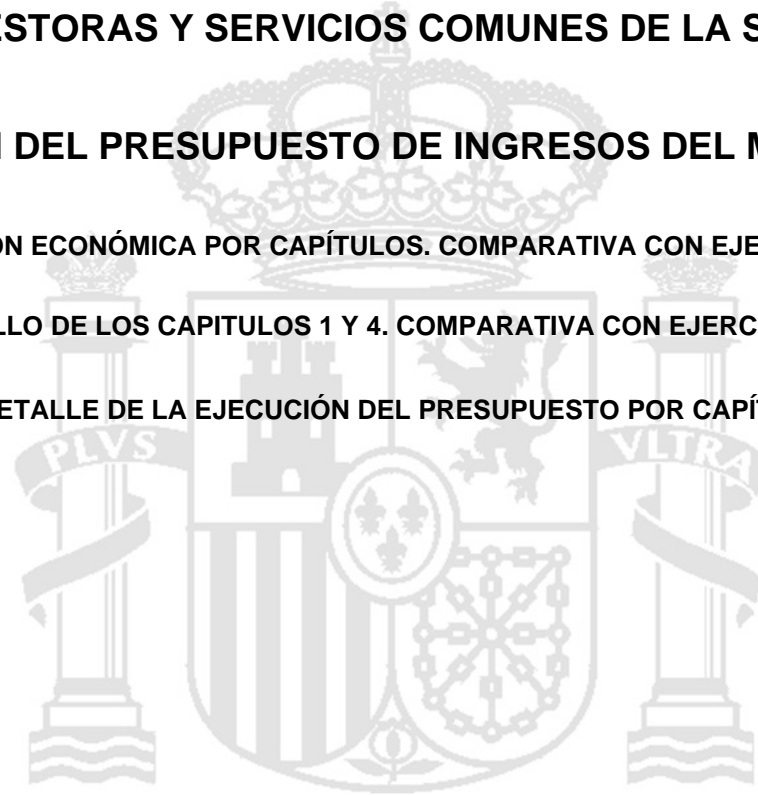 ESTORAS Y SERVICIOS COMUNES DE LA S
DEL PRESUPUESTO DE INGRESOS DEL M
ÓN ECONÓMICA POR CAPÍTULOS. COMPARATIVA CON EJE
LLO DE LOS CAPITULOS 1 Y 4. COMPARATIVA CON EJERC
ETALLE DE LA EJECUCIÓN DEL PRESUPUESTO POR CAPÍ
PLVS VLTRA